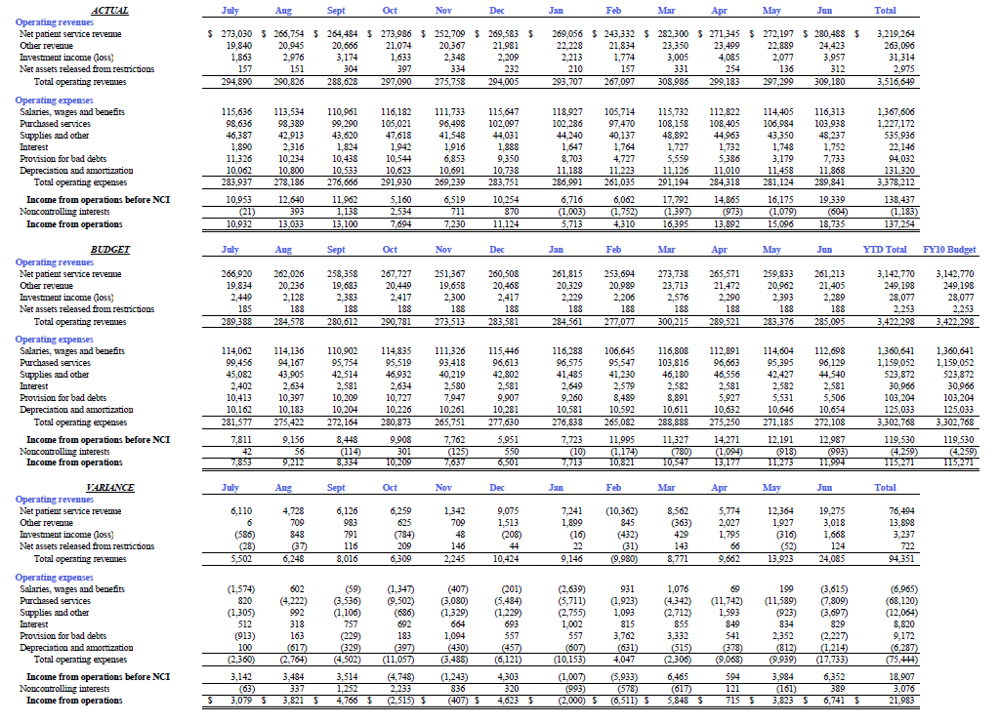 ACTUAL July Aug Sept Oct Nov Dec Jan Feb Mar Apr May Jun Total
Operating revenues
Net patient service revenue $ 273,030 $ 266,754 $ 264,484 $ 273,986 $ 252,709 $ 269,583 $ 269,056 $ 243,332 $ 282,300 $ 271,345 $ 272,197 $ 280,488 $ 3,219,264
Other revenue 19,840 20,945 20,666 21,074 20,367 21,981 22,228 21,834 23,350 23,499 22,889 24,423 263,096
Investment income (loss) 1,863 2,976 3,174 1,633 2,348 2,209 2,213 1,774 3,005 4,085 2,077 3,957 31,314
Net assets released from restrictions 157 151 304 397 334 232 210 157 331 254 136 312 2,975
Total operating revenues 294,890 290,826 288,628 297,090 275,758 294,005 293,707 267,097 308,986 299,183 297,299 309,180 3,516,649
Operating expenses
Salaries, wages and benefits 115,636 113,534 110,961 116,182 111,733 115,647 118,927 105,714 115,732 112,822 114,405 116,313 1,367,606
Purchased services 98,636 98,389 99,290 105,021 96,498 102,097 102,286 97,470 108,158 108,405 106,984 103,938 1,227,172
Supplies and other 46,387 42,913 43,620 47,618 41,548 44,031 44,240 40,137 48,892 44,963 43,350 48,237 535,936
Interest 1,890 2,316 1,824 1,942 1,916 1,888 1,647 1,764 1,727 1,732 1,748 1,752 22,146
Provision for bad debts 11,326 10,234 10,438 10,544 6,853 9,350 8,703 4,727 5,559 5,386 3,179 7,733 94,032
Depreciation and amortization 10,062 10,800 10,533 10,623 10,691 10,738 11,188 11,223 11,126 11,010 11,458 11,868 131,320
Total operating expenses 283,937 278,186 276,666 291,930 269,239 283,751 286,991 261,035 291,194 284,318 281,124 289,841 3,378,212
Income from operations before NCI 10,953 12,640 11,962 5,160 6,519 10,254 6,716 6,062 17,792 14,865 16,175 19,339 138,437
Noncontrolling interests (21) 393 1,138 2,534 711 870 (1,003) (1,752) (1,397) (973) (1,079) (604) (1,183)
Income from operations 10,932 13,033 13,100 7,694 7,230 11,124 5,713 4,310 16,395 13,892 15,096 18,735 137,254
BUDGET July Aug Sept Oct Nov Dec Jan Feb Mar Apr May Jun YTD Total FY10 Budget
Operating revenues
Net patient service revenue 266,920 262,026 258,358 267,727 251,367 260,508 261,815 253,694 273,738 265,571 259,833 261,213 3,142,770 3,142,770
Other revenue 19,834 20,236 19,683 20,449 19,658 20,468 20,329 20,989 23,713 21,472 20,962 21,405 249,198 249,198
Investment income (loss) 2,449 2,128 2,383 2,417 2,300 2,417 2,229 2,206 2,576 2,290 2,393 2,289 28,077 28,077
Net assets released from restrictions 185 188 188 188 188 188 188 188 188 188 188 188 2,253 2,253
Total operating revenues 289,388 284,578 280,612 290,781 273,513 283,581 284,561 277,077 300,215 289,521 283,376 285,095 3,422,298 3,422,298
Operating expenses
Salaries, wages and benefits 114,062 114,136 110,902 114,835 111,326 115,446 116,288 106,645 116,808 112,891 114,604 112,698 1,360,641 1,360,641
Purchased services 99,456 94,167 95,754 95,519 93,418 96,613 96,575 95,547 103,816 96,663 95,395 96,129 1,159,052 1,159,052
Supplies and other 45,082 43,905 42,514 46,932 40,219 42,802 41,485 41,230 46,180 46,556 42,427 44,540 523,872 523,872
Interest 2,402 2,634 2,581 2,634 2,580 2,581 2,649 2,579 2,582 2,581 2,582 2,581 30,966 30,966
Provision for bad debts 10,413 10,397 10,209 10,727 7,947 9,907 9,260 8,489 8,891 5,927 5,531 5,506 103,204 103,204
Depreciation and amortization 10,162 10,183 10,204 10,226 10,261 10,281 10,581 10,592 10,611 10,632 10,646 10,654 125,033 125,033
Total operating expenses 281,577 275,422 272,164 280,873 265,751 277,630 276,838 265,082 288,888 275,250 271,185 272,108 3,302,768 3,302,768
Income from operations before NCI 7,811 9,156 8,448 9,908 7,762 5,951 7,723 11,995 11,327 14,271 12,191 12,987 119,530 119,530
Noncontrolling interests 42 56 (114) 301 (125) 550 (10) (1,174) (780) (1,094) (918) (993) (4,259) (4,259)
Income from operations 7,853 9,212 8,334 10,209 7,637 6,501 7,713 10,821 10,547 13,177 11,273 11,994 115,271 115,271
VARIANCE July Aug Sept Oct Nov Dec Jan Feb Mar Apr May Jun Total
Operating revenues
Net patient service revenue 6,110 4,728 6,126 6,259 1,342 9,075 7,241 (10,362) 8,562 5,774 12,364 19,275 76,494
Other revenue 6 709 983 625 709 1,513 1,899 845 (363) 2,027 1,927 3,018 13,898
Investment income (loss) (586) 848 791 (784) 48 (208) (16) (432) 429 1,795 (316) 1,668 3,237
Net assets released from restrictions (28) (37) 116 209 146 44 22 (31) 143 66 (52) 124 722
Total operating revenues 5,502 6,248 8,016 6,309 2,245 10,424 9,146 (9,980) 8,771 9,662 13,923 24,085 94,351
Operating expenses
Salaries, wages and benefits (1,574) 602 (59) (1,347) (407) (201) (2,639) 931 1,076 69 199 (3,615) (6,965)
Purchased services 820 (4,222) (3,536) (9,502) (3,080) (5,484) (5,711) (1,923) (4,342) (11,742) (11,589) (7,809) (68,120)
Supplies and other (1,305) 992 (1,106) (686) (1,329) (1,229) (2,755) 1,093 (2,712) 1,593 (923) (3,697) (12,064)
Interest 512 318 757 692 664 693 1,002 815 855 849 834 829 8,820
Provision for bad debts (913) 163 (229) 183 1,094 557 557 3,762 3,332 541 2,352 (2,227) 9,172
Depreciation and amortization 100 (617) (329) (397) (430) (457) (607) (631) (515) (378) (812) (1,214) (6,287)
Total operating expenses (2,360) (2,764) (4,502) (11,057) (3,488) (6,121) (10,153) 4,047 (2,306) (9,068) (9,939) (17,733) (75,444)
Income from operations before NCI 3,142 3,484 3,514 (4,748) (1,243) 4,303 (1,007) (5,933) 6,465 594 3,984 6,352 18,907
Noncontrolling interests (63) 337 1,252 2,233 836 320 (993) (578) (617) 121 (161) 389 3,076
Income from operations $ 3,079 $ 3,821 $ 4,766 $ (2,515) $ (407) $ 4,623 $ (2,000) $ (6,511) $ 5,848 $ 715 $ 3,823 $ 6,741 $ 21,983